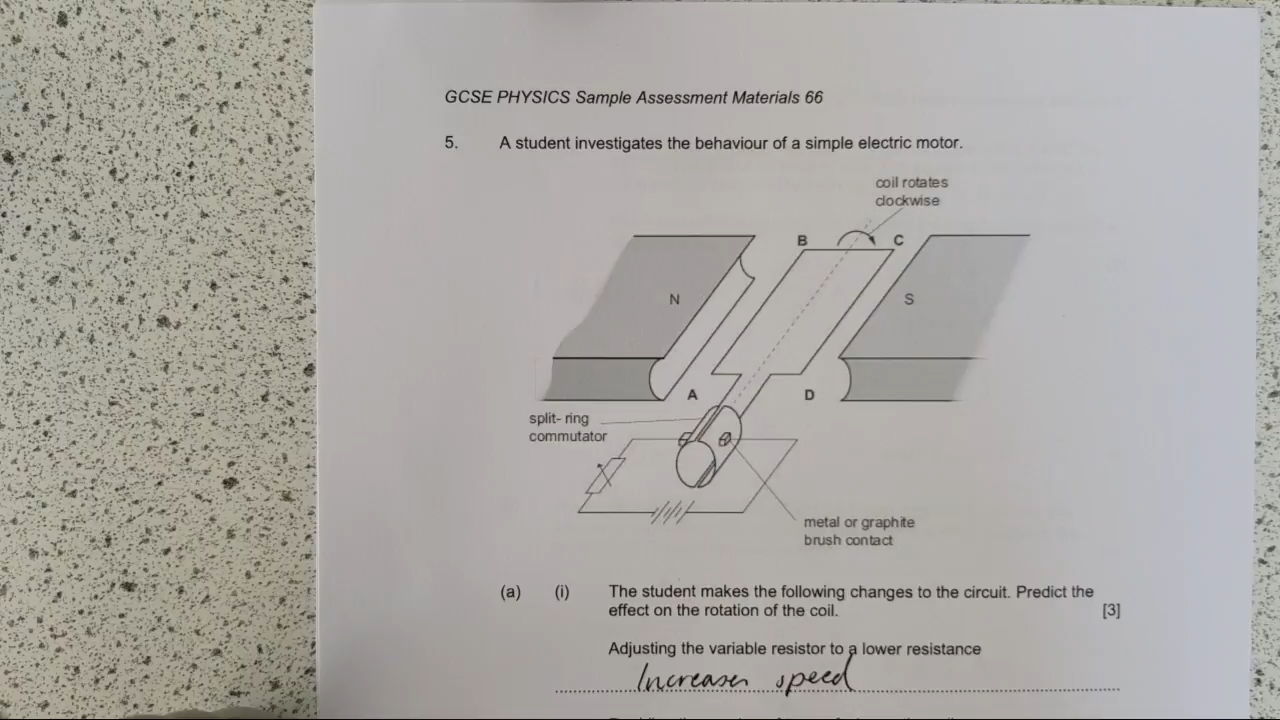 GCSE PHYSICS Sample Assessment Materials 66
5. A student investigates the behaviour of a simple electric motor.
coil rotates
clockwise
B
C
N
S
A
D
split- ring
commutator
metal or graphite
brush contact
(a) (i) The student makes the following changes to the circuit. Predict the
effect on the rotation of the coil. [3]
Adjusting the variable resistor to a lower resistance
Increases speed